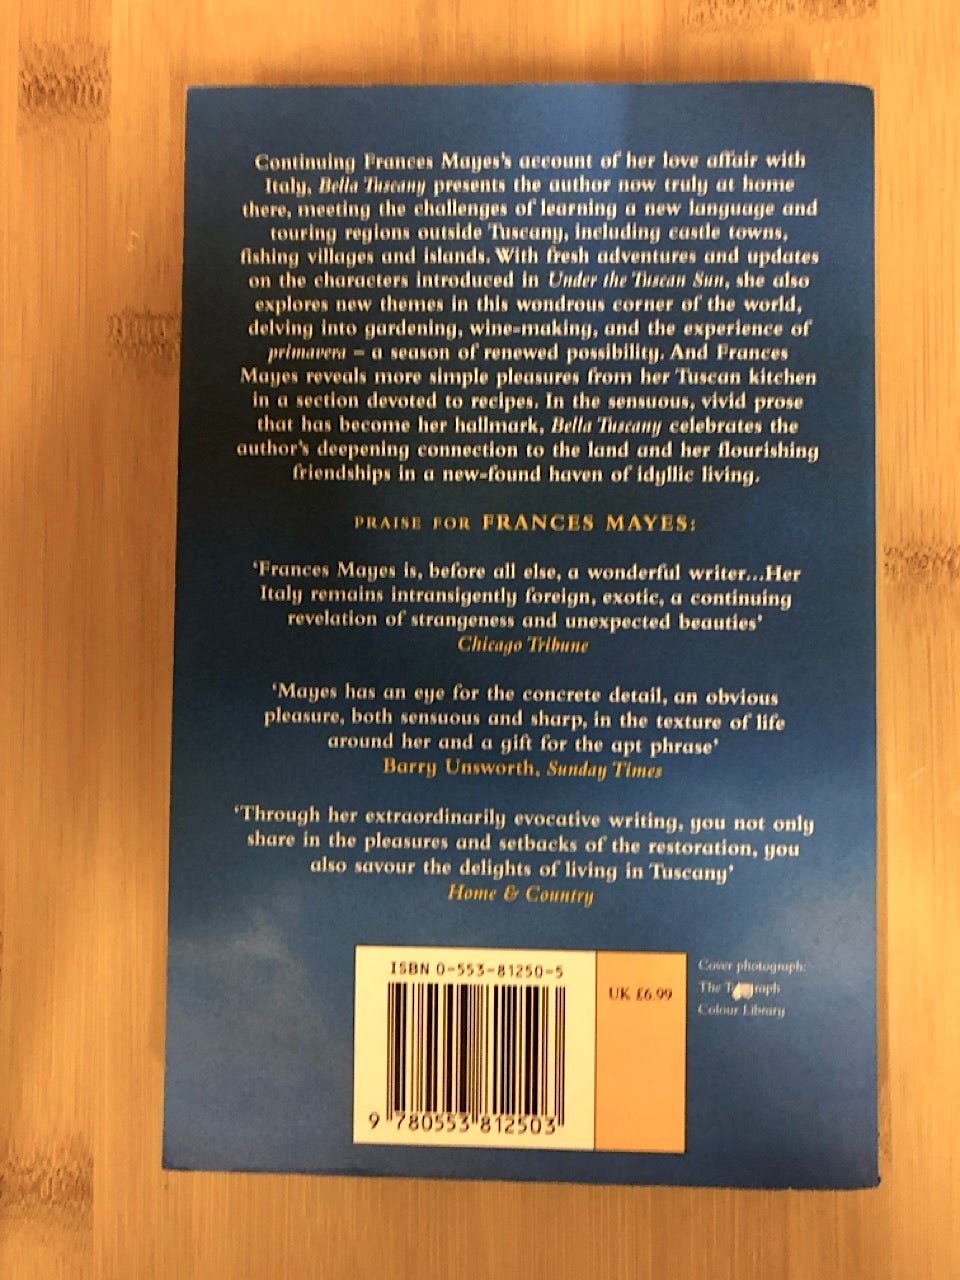 Continuing Frances Mayes's account of her love affair with
Italy, Bella Tuscany presents the author now truly at home
there, meeting the challenges of learning a new language and
touring regions outside Tuscany, including castle towns,
fishing villages and islands. With fresh adventures and updates
on the characters introduced in Under the Tuscan Sun, she also
explores new themes in this wondrous corner of the world,
delving into gardening, wine-making, and the experience of
primavera – a season of renewed possibility. And Frances
Mayes reveals more simple pleasures from her Tuscan kitchen
in a section devoted to recipes. In the sensuous, vivid prose
that has become her hallmark, Bella Tuscany celebrates the
author's deepening connection to the land and her flourishing
friendships in a new-found haven of idyllic living.
PRAISE FOR FRANCES MAYES:
'Frances Mayes is, before all else, a wonderful writer...Her
Italy remains intransigently foreign, exotic, a continuing
revelation of strangeness and unexpected beauties'
Chicago Tribune
'Mayes has an eye for the concrete detail, an obvious
pleasure, both sensuous and sharp, in the texture of life
around her and a gift for the apt phrase'
Barry Unsworth, Sunday Times
'Through her extraordinarily evocative writing, you not only
share in the pleasures and setbacks of the restoration, you
also savour the delights of living in Tuscany'
Home & Country
ISBN 0-553-81250-5
9 780553 812503
UK £6.99
Cover photograph:
The
Colour Library